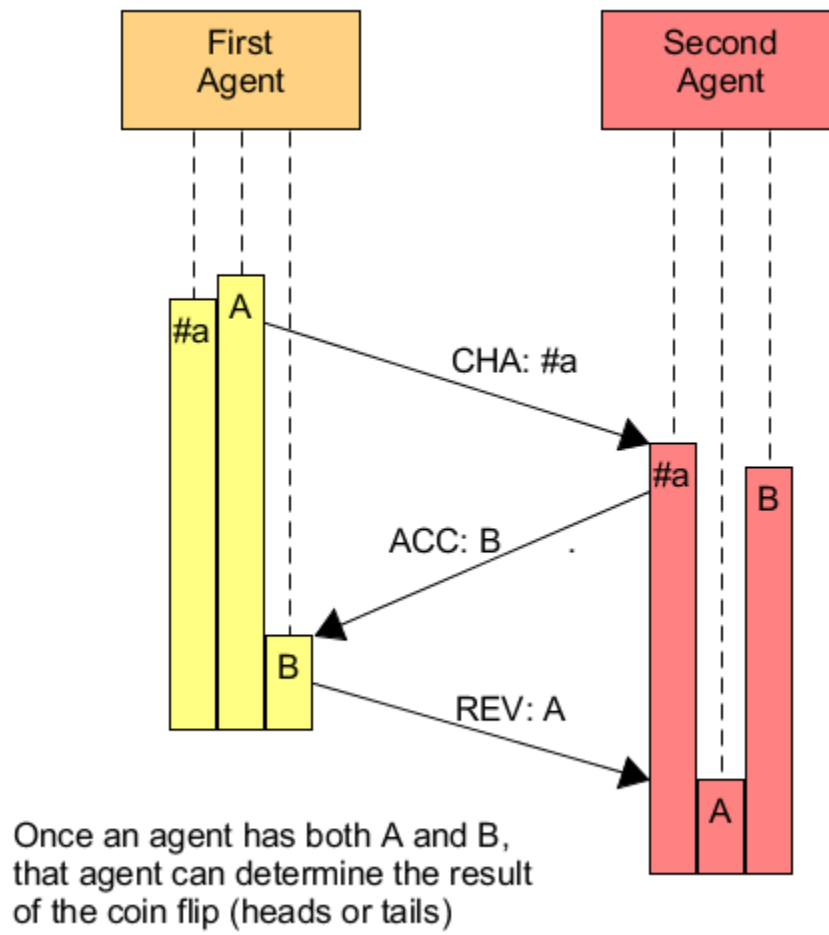 First
Agent
Second
Agent
A
#a
CHA: #a
#a
B
ACC: B .
B
REV: A
A
Once an agent has both A and B,
that agent can determine the result
of the coin flip (heads or tails)